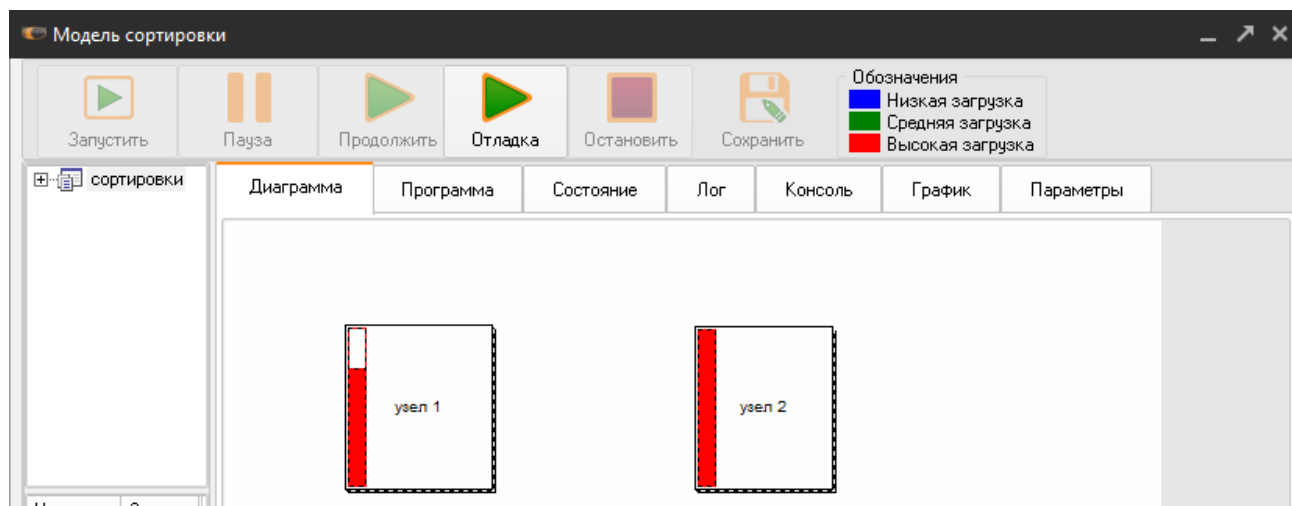 Модель сортировки
Запустить
Пауза
Продолжить
Отладка
Остановить
Сохранить
Обозначения
Низкая загрузка
Средняя загрузка
Высокая загрузка
сортировки
Диаграмма
Программа
Состояние
Лог
Консоль
График
Параметры
узел 1
узел 2